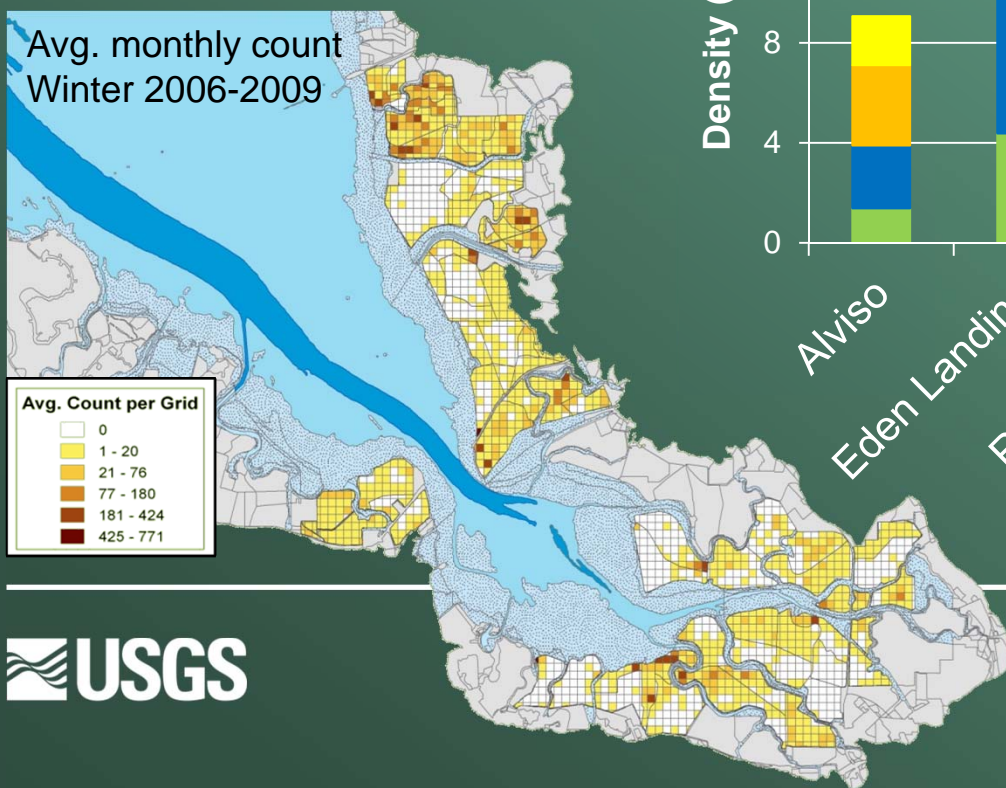 Avg. monthly count
Winter 2006-2009
Avg. Count per Grid
0
1 - 20
21 - 76
77 - 180
181 - 424
425 - 771
USGS
Density (
8
4
0
Alviso
Eden Landin